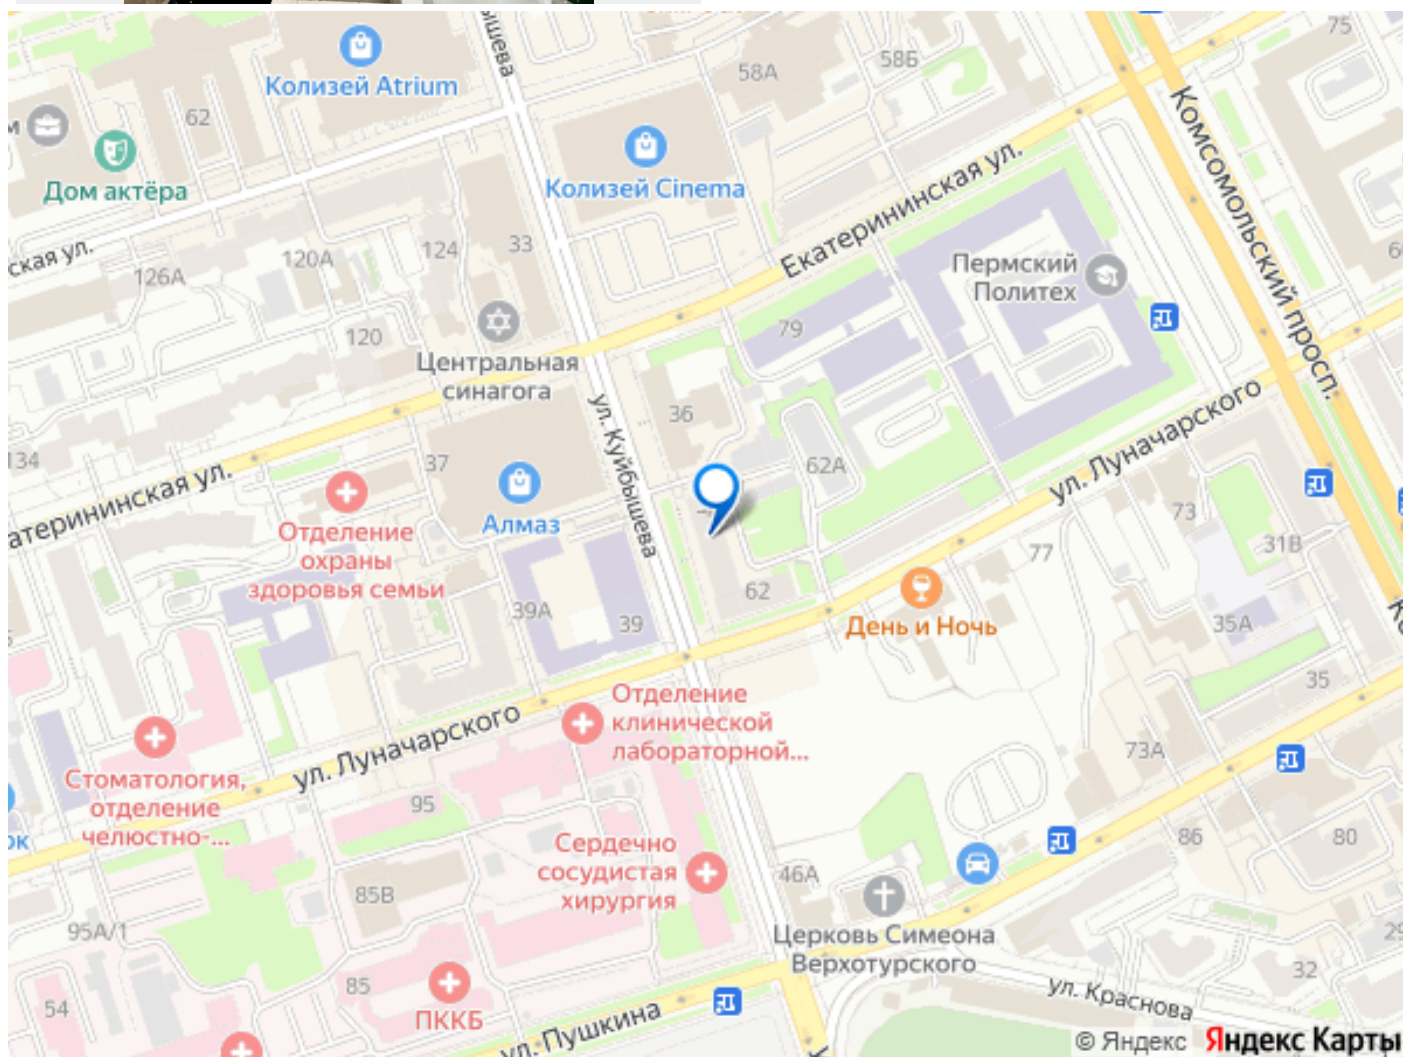 Колизей Atrium
58А
58Б
75
62
Дом актёра
Колизей Cinema
Комсомольский просп.
Екатерининская ул.
33
124
120А
126А
ская ул.
Пермский
Политех
79
120
Центральная
синагога
36
ул. Куйбышева
134
37
62А
ул. Луначарского
Алмаз
Отделение
охраны
здоровья семьи
73
31В
77
39А
39
62
День и Ночь
35А
35
Отделение
клинической
лабораторной...
ул. Луначарского
73А
Стоматология,
отделение
челюстно-...
95
86
80
Сердечно
сосудистая
хирургия
46А
85В
95А/1
Церковь Симеона
Верхотурского
85
54
ПККБ
32
ул. Краснова
ул. Пушкина
© Яндекс Яндекс Карты